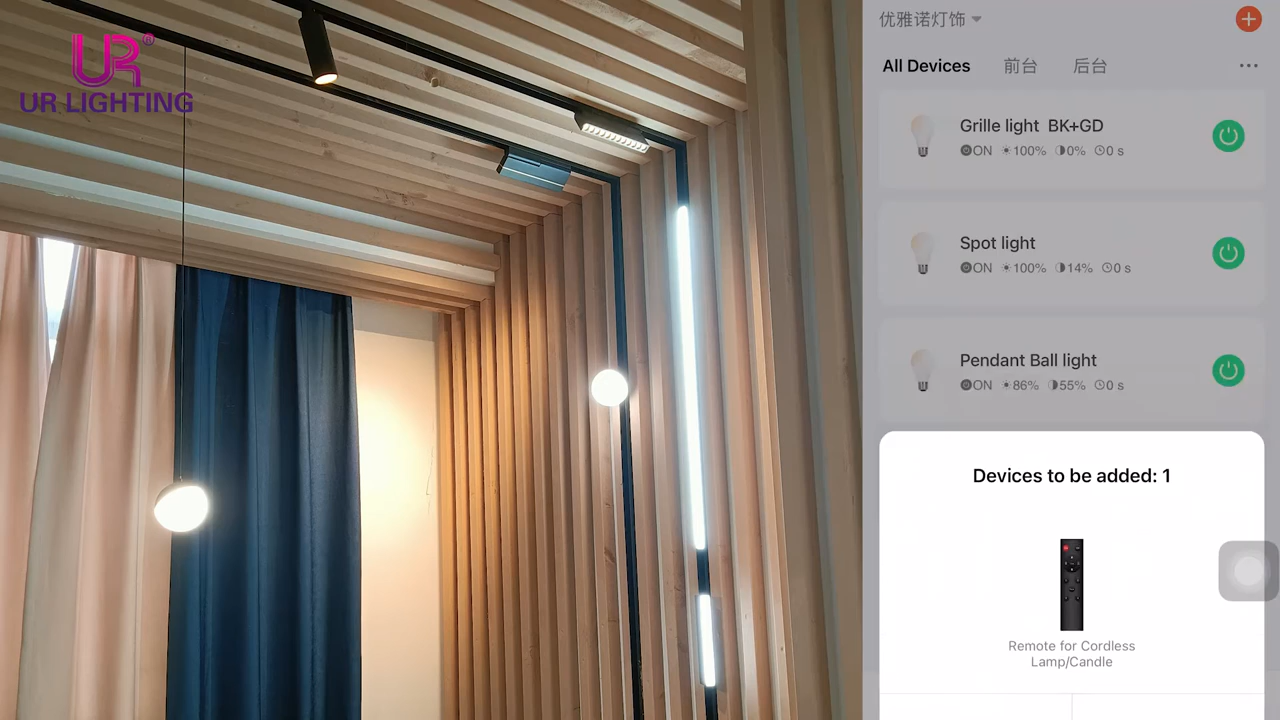 UR®
UR LIGHTING
优雅诺灯饰
All Devices 前台 后台
Grille light BK+GD
ON 100% 0% 0 s
Spot light
ON 100% 14% 0 s
Pendant Ball light
ON 86% 55% 0 s
Devices to be added: 1
Remote for Cordless
Lamp/Candle